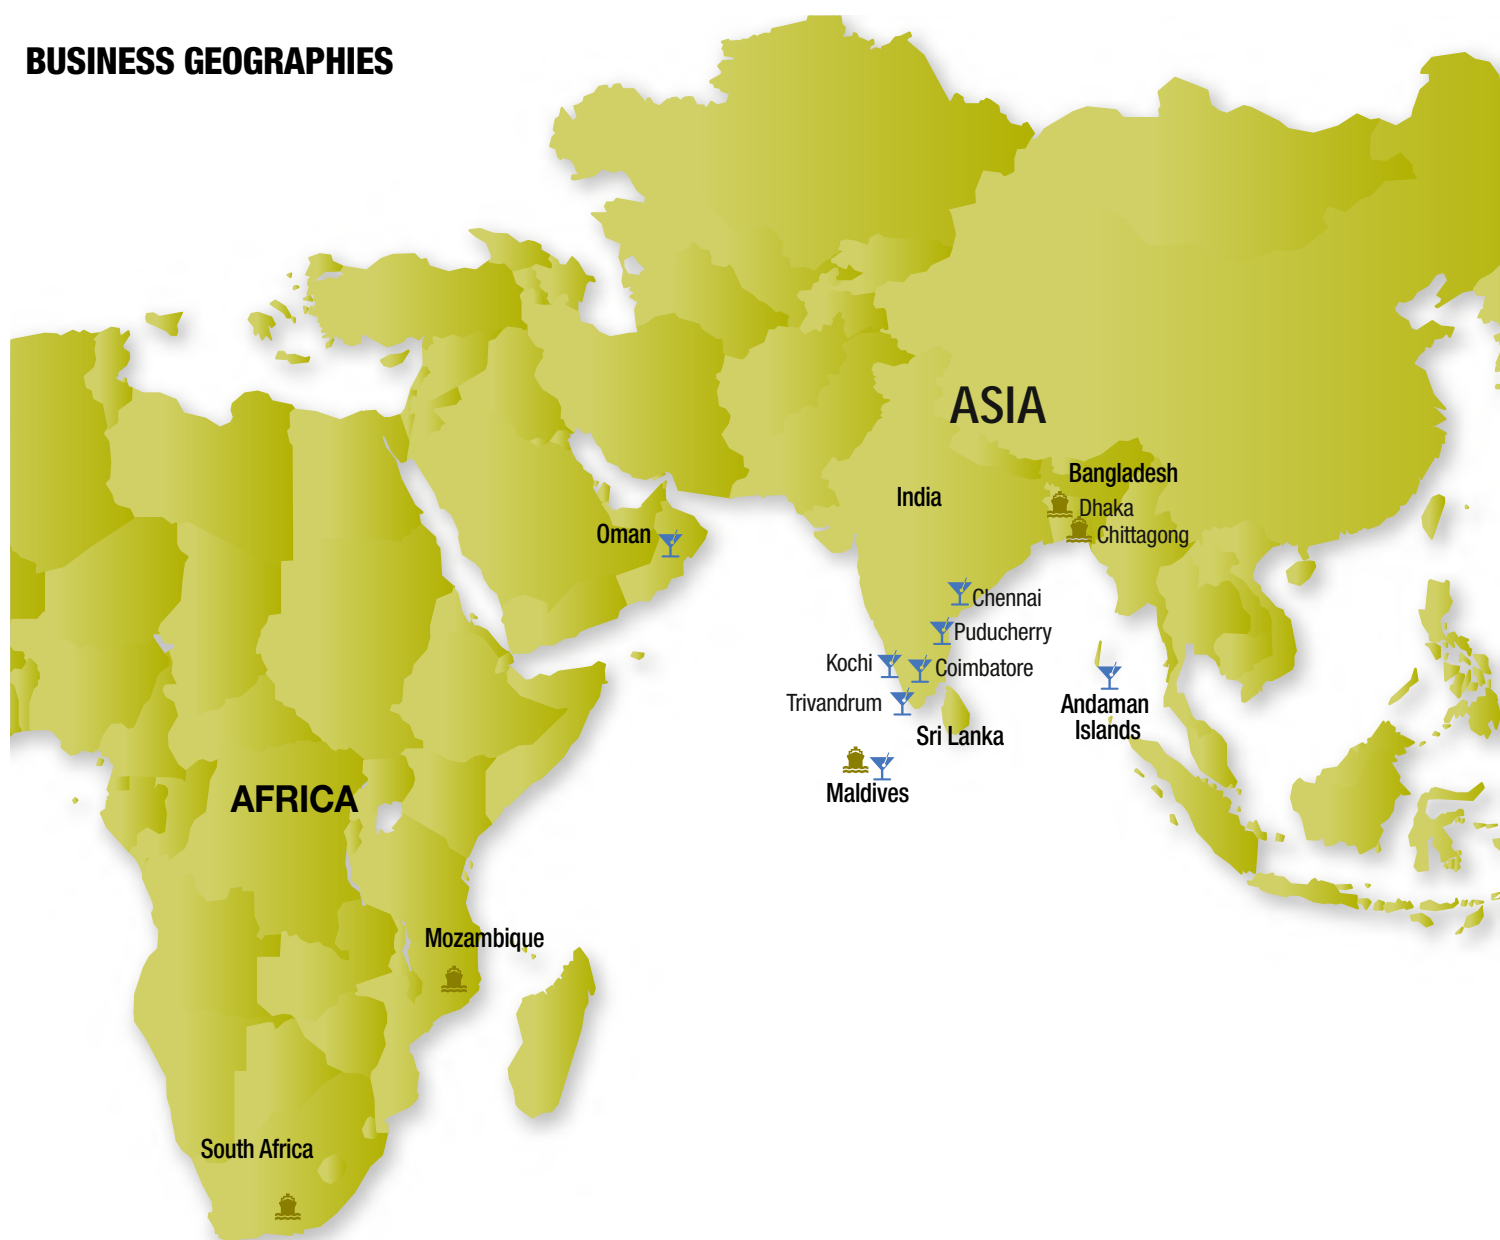 BUSINESS GEOGRAPHIES
ASIA
Bangladesh
India
Dhaka
Oman
Chittagong
Chennai
Puducherry
Kochi
Coimbatore
Trivandrum
Andaman
Islands
Sri Lanka
Maldives
AFRICA
Mozambique
South Africa